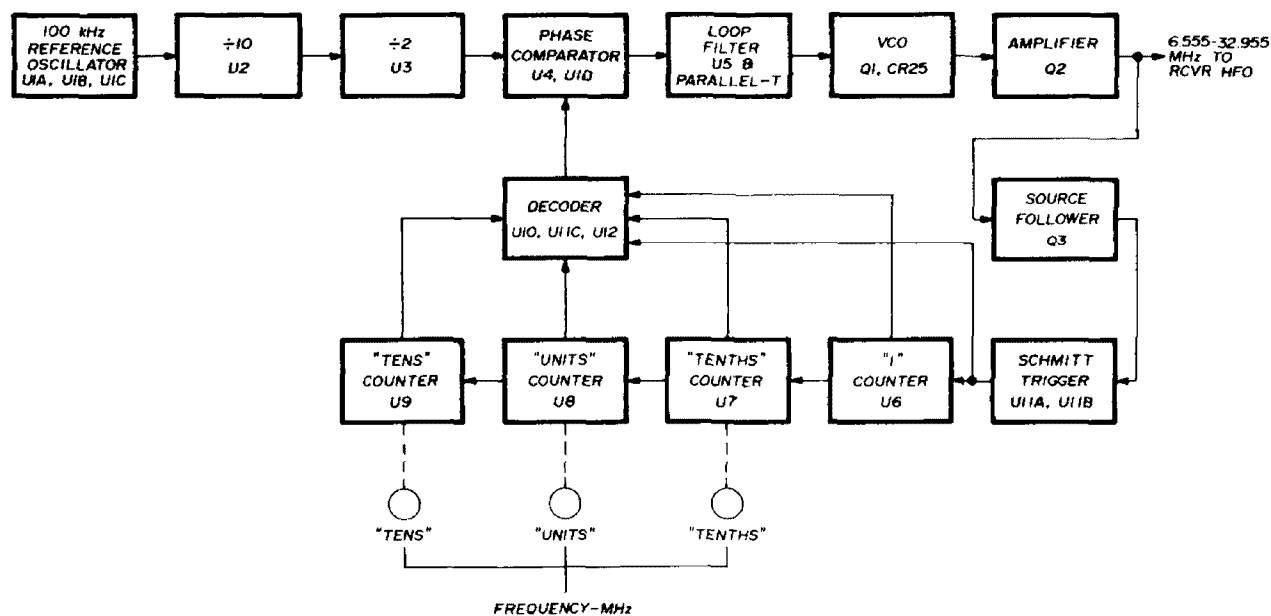 100 kHz
REFERENCE
OSCILLATOR
U1A, U1B, U1C
÷10
U2
÷2
U3
PHASE
COMPARATOR
U4, U1D
LOOP
FILTER
U5 &
PARALLEL-T
VCO
Q1, CR25
AMPLIFIER
Q2
6.555-32.955
MHz TO
RCVR HFO
DECODER
U10, U11C, U12
SOURCE
FOLLOWER
Q3
"TENS"
COUNTER
U9
"UNITS"
COUNTER
U8
"TENTHS"
COUNTER
U7
"1"
COUNTER
U6
SCHMITT
TRIGGER
U11A, U11B
"TENS"
"UNITS"
"TENTHS"
FREQUENCY-MHz